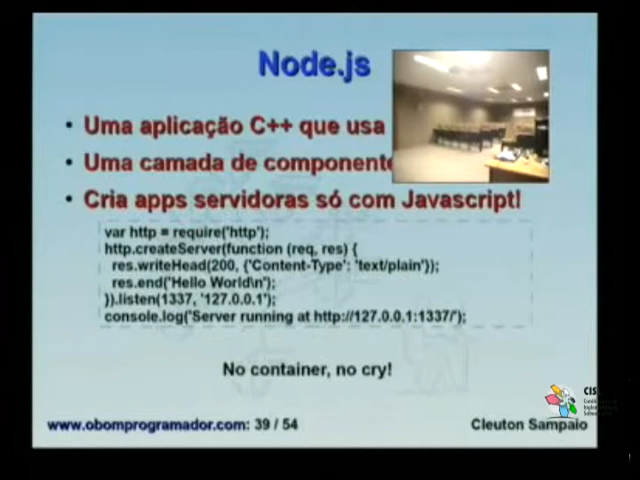 Node.js
• Uma aplicação C++ que usa
• Uma camada de component
• Cria apps servidoras só com Javascript!
var http = require('http');
http.createServer(function (req, res) {
res.writeHead(200, {'Content-Type': 'text/plain'});
res.end('Hello World\n');
}).listen(1337, '127.0.0.1');
console.log('Server running at http://127.0.0.1:1337/');
No container, no cry!
www.obomprogramador.com: 39 / 54
Cleuton Sampaio
CIS